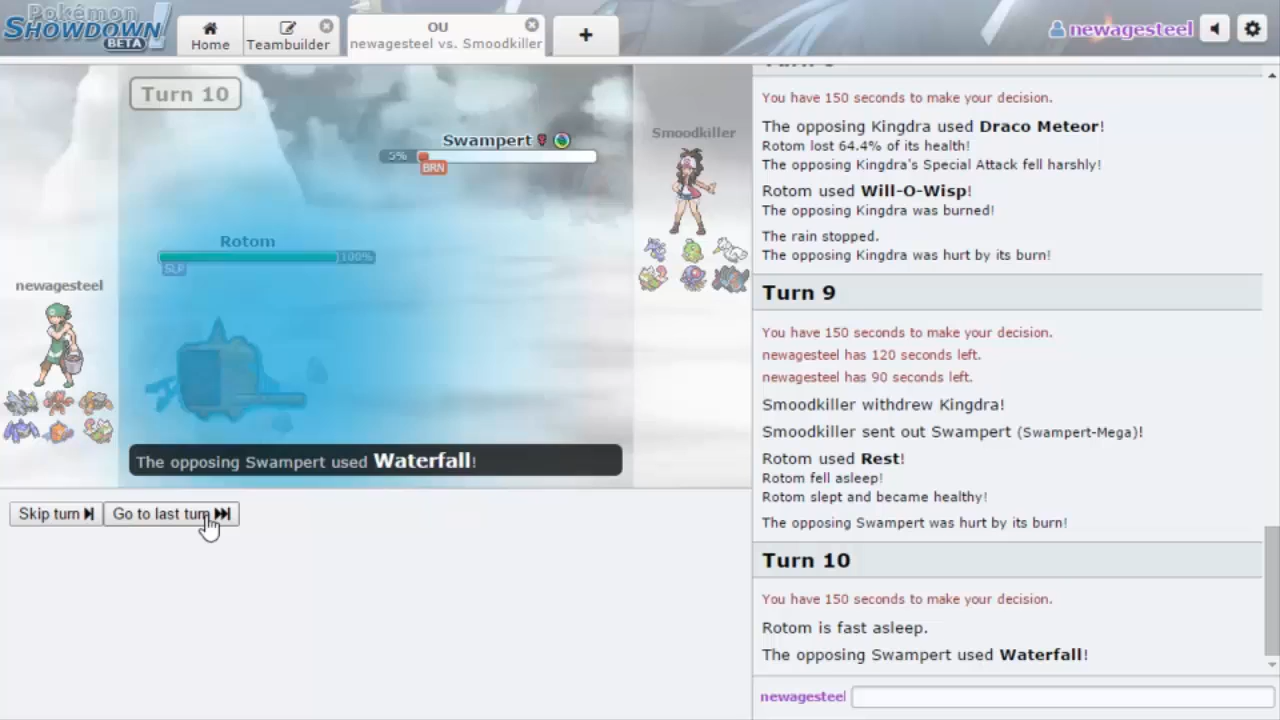 Pokémon
SHOWDOWN!
BETA
Home
Teambuilder
OU
newagesteel vs. Smoodkiller
+
newagesteel
Turn 10
Swampert
5%
BRN
Rotom
100%
SLP
newagesteel
Smoodkiller
The opposing Swampert used Waterfall!
Skip turn
Go to last turn
You have 150 seconds to make your decision.
The opposing Kingdra used Draco Meteor!
Rotom lost 64.4% of its health!
The opposing Kingdra's Special Attack fell harshly!
Rotom used Will-O-Wisp!
The opposing Kingdra was burned!
The rain stopped.
The opposing Kingdra was hurt by its burn!
Turn 9
You have 150 seconds to make your decision.
newagesteel has 120 seconds left.
newagesteel has 90 seconds left.
Smoodkiller withdrew Kingdra!
Smoodkiller sent out Swampert (Swampert-Mega)!
Rotom used Rest!
Rotom fell asleep!
Rotom slept and became healthy!
The opposing Swampert was hurt by its burn!
Turn 10
You have 150 seconds to make your decision.
Rotom is fast asleep.
The opposing Swampert used Waterfall!
newagesteel